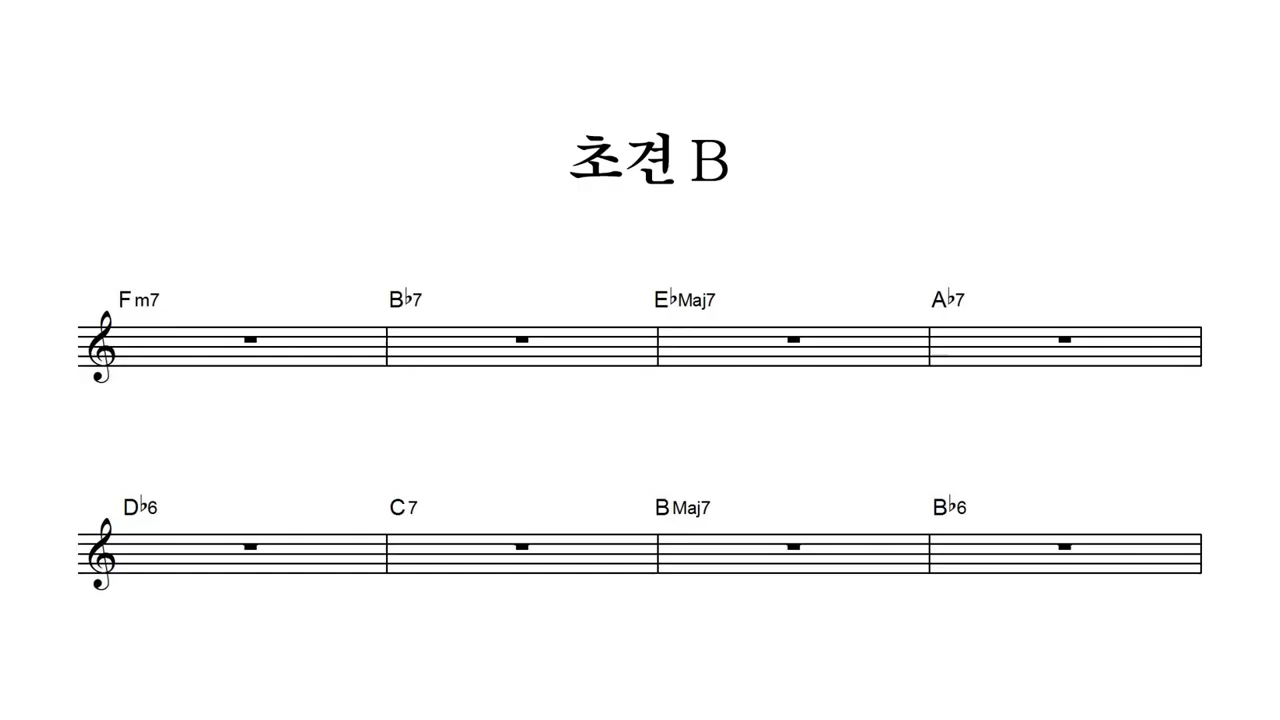 초견 B
Fm7 B♭7 E♭Maj7 A♭7
D♭6 C7 BMaj7 B♭6